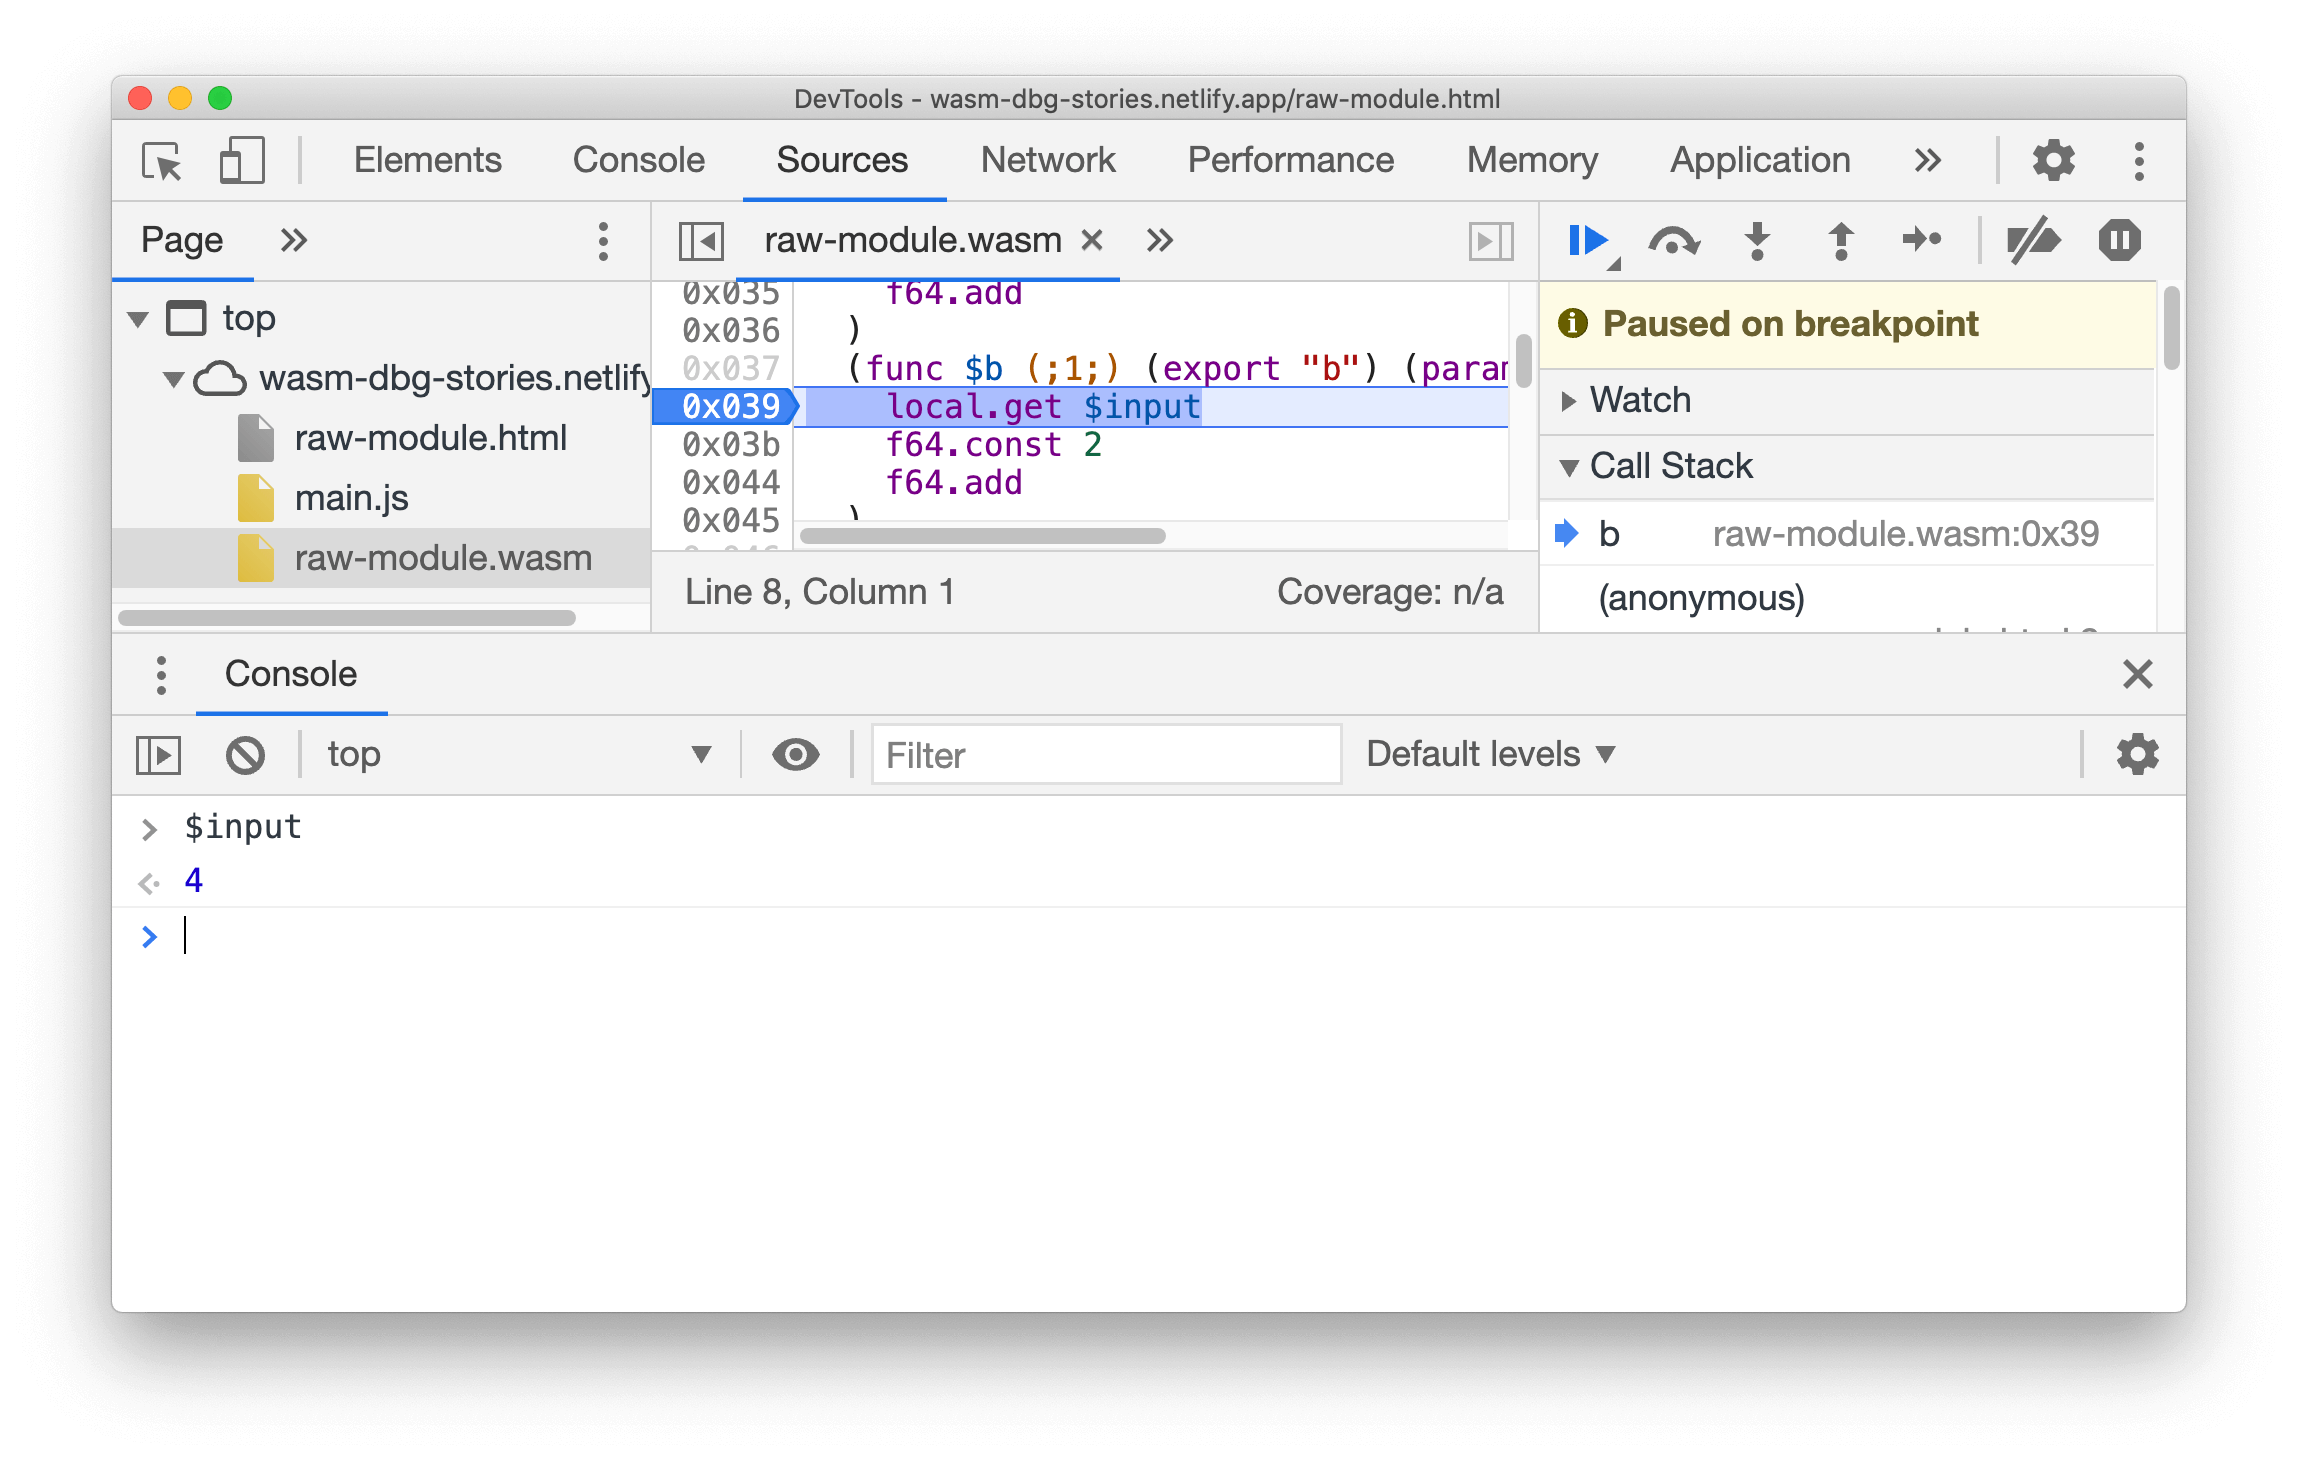 DevTools - wasm-dbg-stories.netlify.app/raw-module.html
Elements Console Sources Network Performance Memory Application
Page
raw-module.wasm
top
wasm-dbg-stories.netlify
raw-module.html
main.js
raw-module.wasm
0x035 f64.add
0x036 )
0x037 (func $b (;1;) (export "b") (param
0x039 local.get $input
0x03b f64.const 2
0x044 f64.add
0x045 )
Line 8, Column 1 Coverage: n/a
Paused on breakpoint
Watch
Call Stack
b raw-module.wasm:0x39
(anonymous)
Console
top Filter Default levels
> $input
4
>